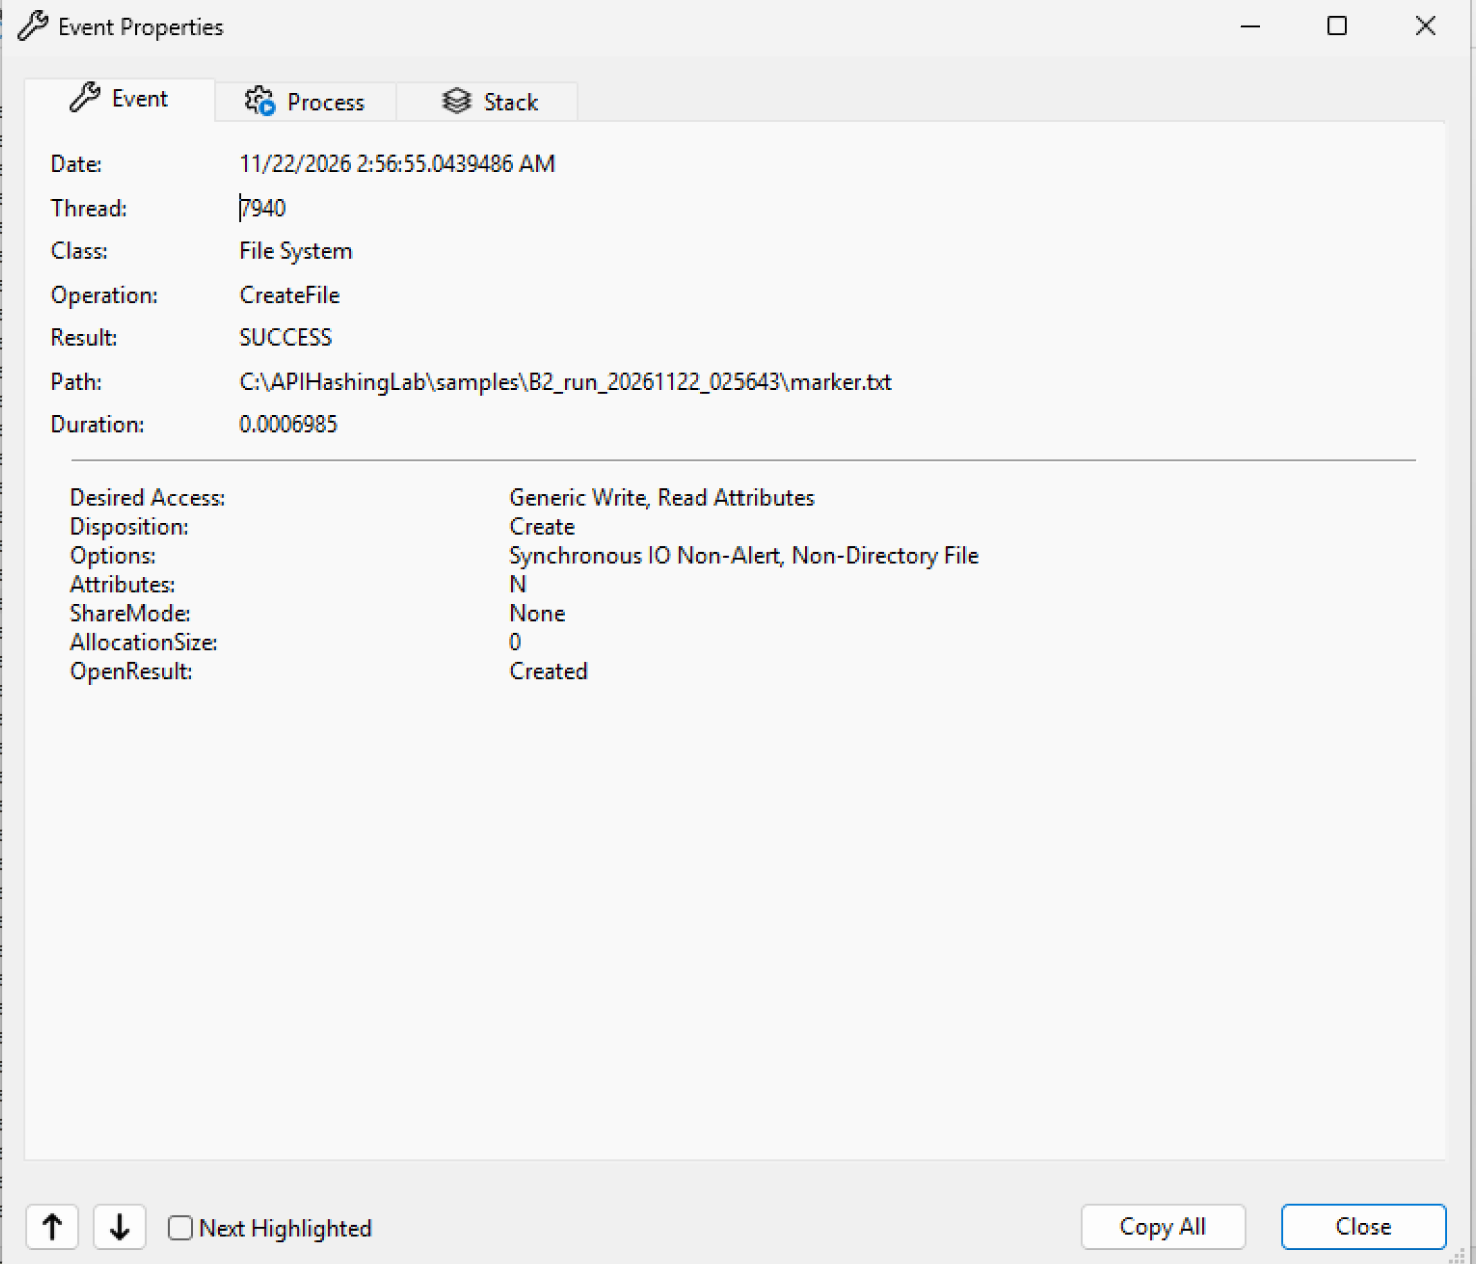 Event Properties
Event Process Stack
Date: 11/22/2026 2:56:55.0439486 AM
Thread: 7940
Class: File System
Operation: CreateFile
Result: SUCCESS
Path: C:\APIHashingLab\samples\B2_run_20261122_025643\marker.txt
Duration: 0.0006985
Desired Access: Generic Write, Read Attributes
Disposition: Create
Options: Synchronous IO Non-Alert, Non-Directory File
Attributes: N
ShareMode: None
AllocationSize: 0
OpenResult: Created
Next Highlighted Copy All Close